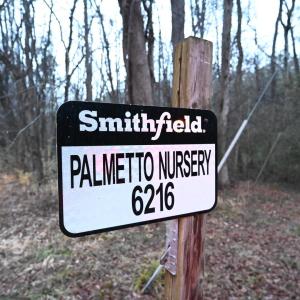 Smithfield.
PALMETTO NURSERY
6216